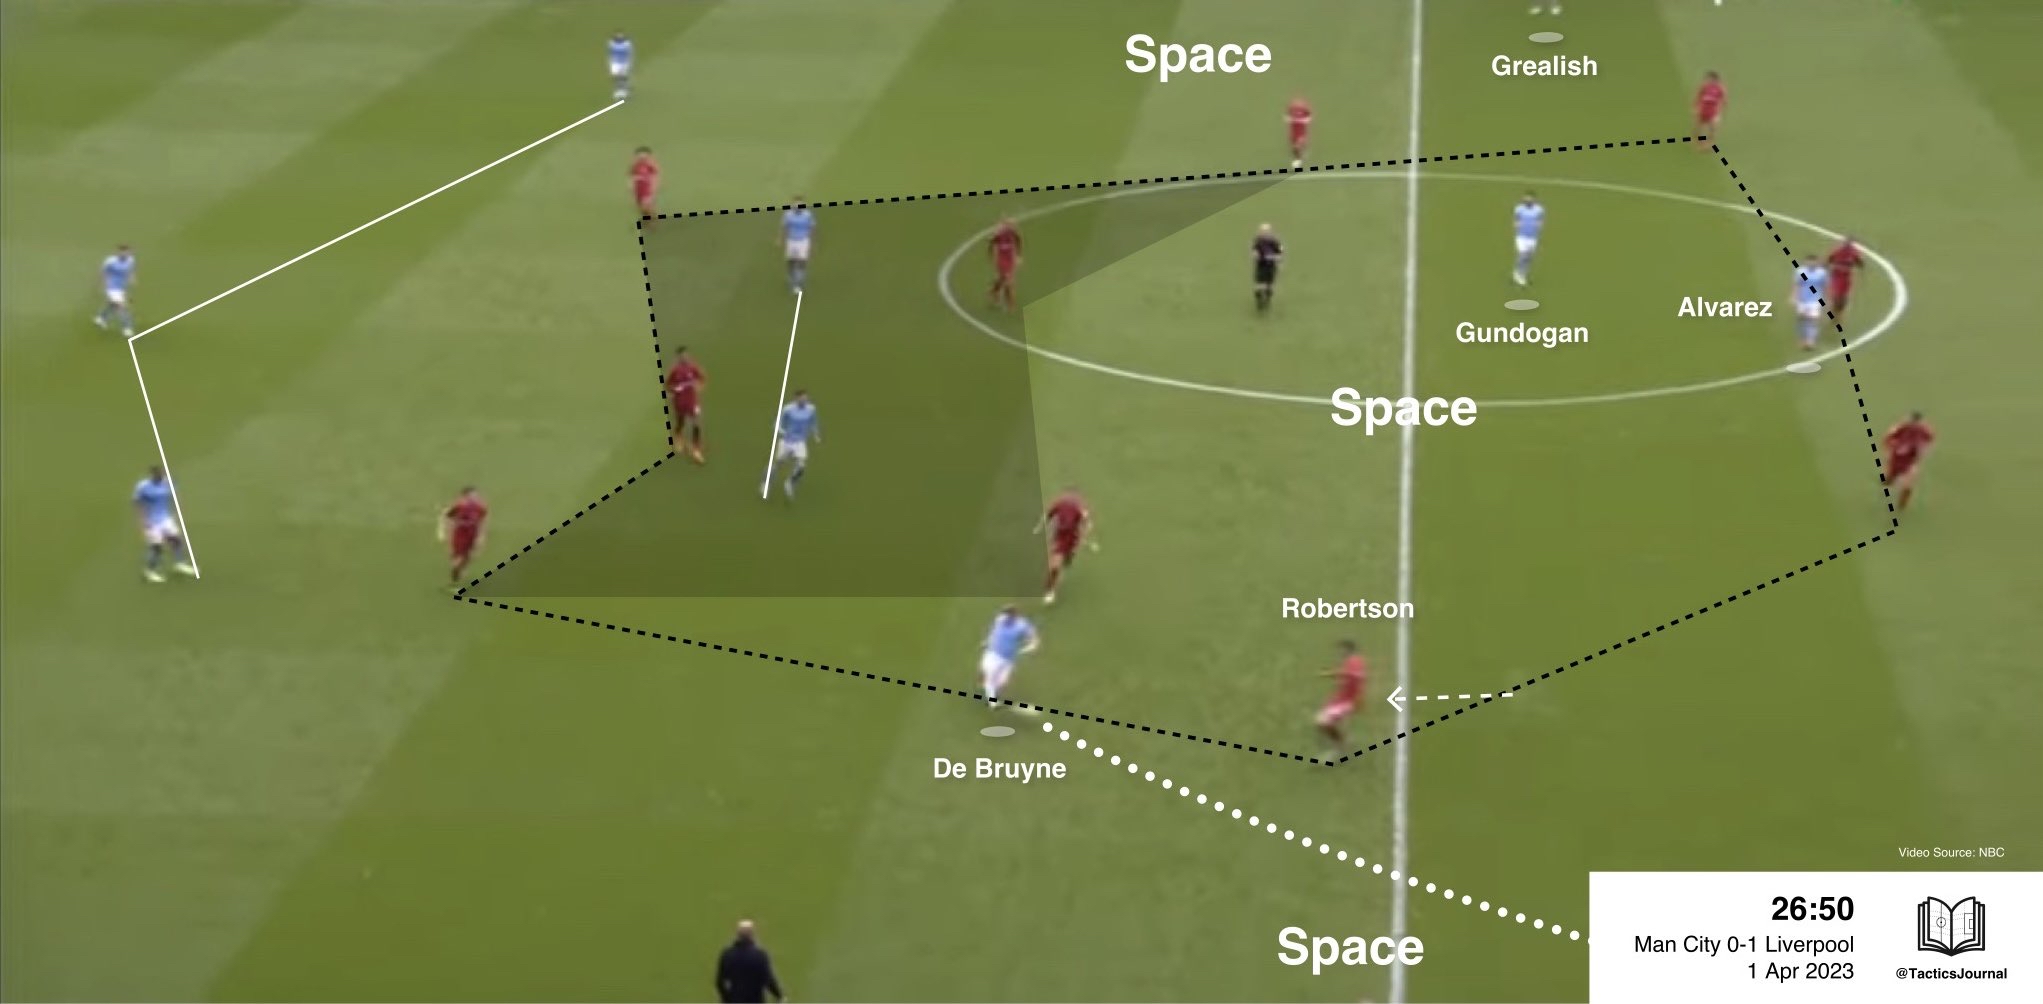 Space
Grealish
Alvarez
Gundogan
Space
Robertson
De Bruyne
Space
Video Source: NBC
26:50
Man City 0-1 Liverpool
1 Apr 2023
@TacticsJournal